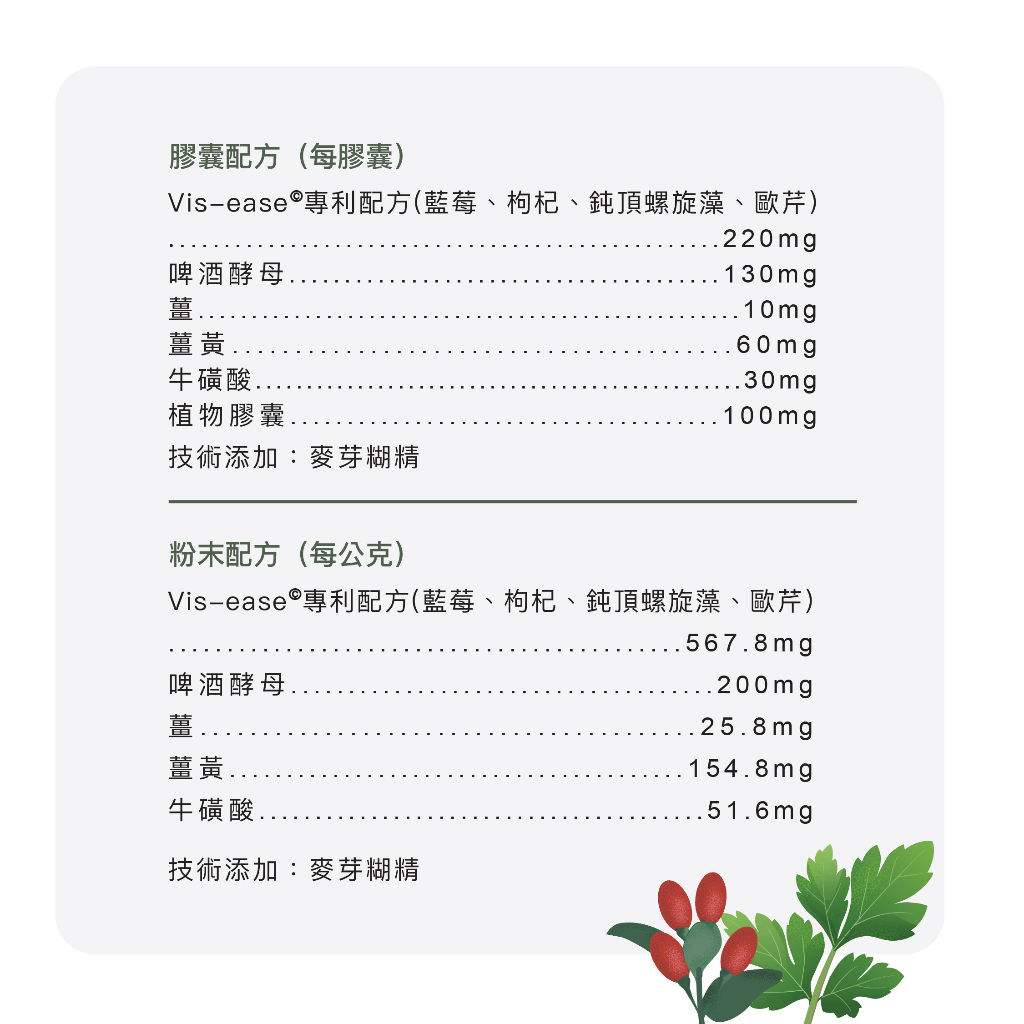 膠囊配方（每膠囊）
Vis-ease©專利配方(藍莓、枸杞、鈍頂螺旋藻、歐芹)
........................................220mg
啤酒酵母.......................................130mg
薑................................................10mg
薑黃................................60mg
牛磺酸..........................................30mg
植物膠囊....................................100mg
技術添加：麥芽糊精
粉末配方（每公克）
Vis-ease©專利配方(藍莓、枸杞、鈍頂螺旋藻、歐芹)
............................................567.8mg
啤酒酵母....................................200mg
薑................................25.8mg
薑黃................................154.8mg
牛磺酸......................................51.6mg
技術添加：麥芽糊精